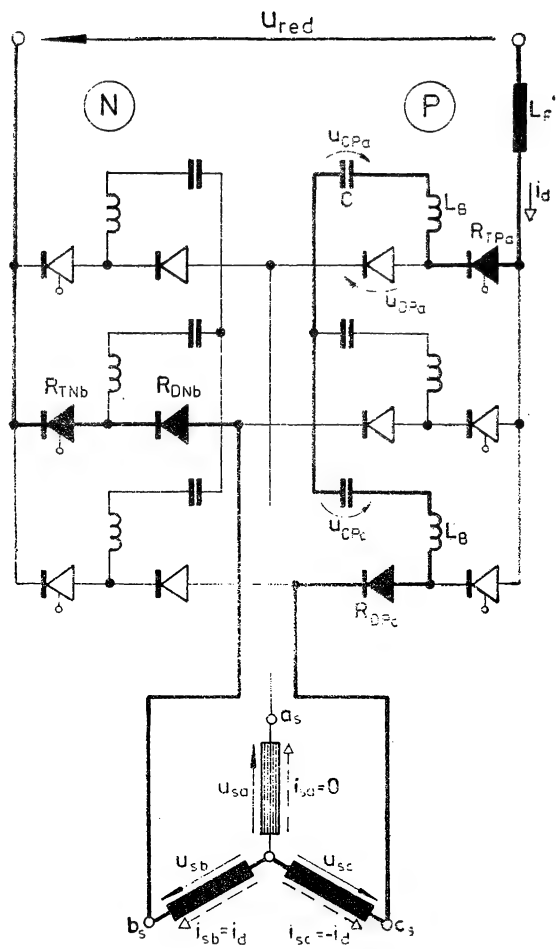 u_red
N
P
L_F'
u_CPa
C
L_B
i_d
R_TPa
u_DPa
R_TNb
R_DNb
u_CPc
L_B
R_DPc
a_s
u_sa
i_sa=0
u_sb
u_sc
b_s
i_sb=i_d
i_sc=-i_d
c_s